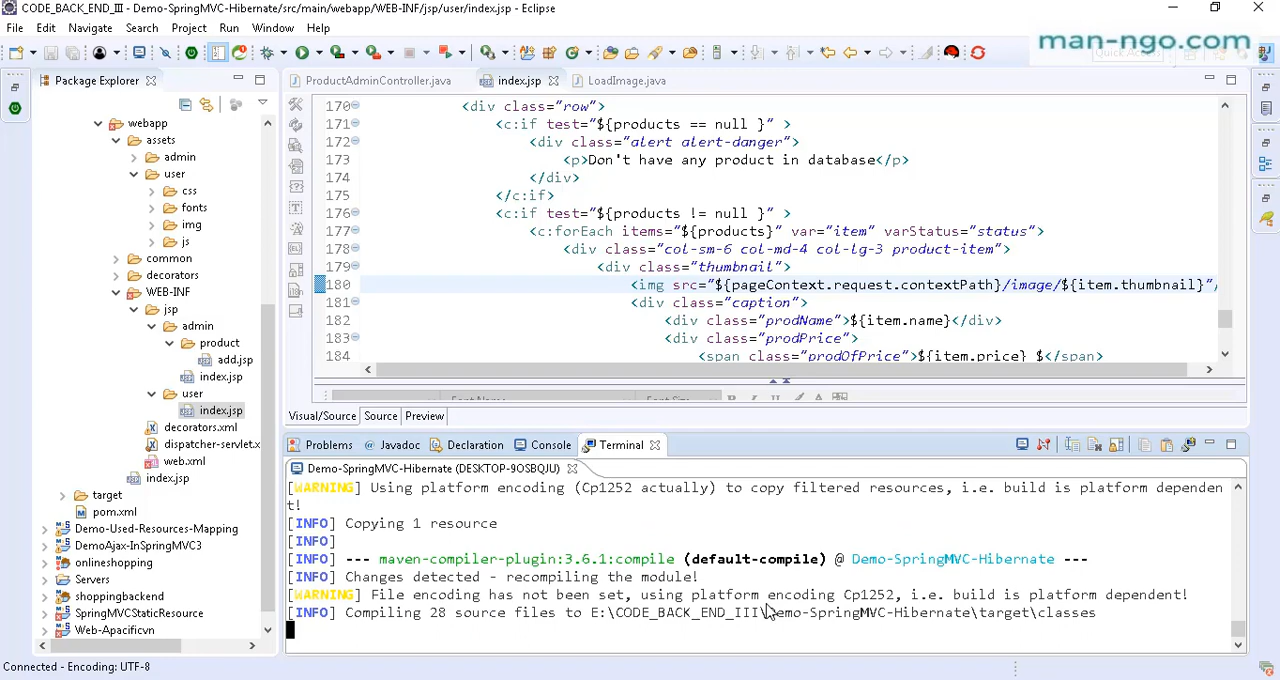 CODE_BACK_END_III - Demo-SpringMVC-Hibernate/src/main/webapp/WEB-INF/jsp/user/index.jsp - Eclipse
File Edit Navigate Search Project Run Window Help
man-ngo.com
Package Explorer
ProductAdminController.java index.jsp LoadImage.java
webapp
assets
admin
user
css
fonts
img
js
common
decorators
WEB-INF
jsp
admin
product
add.jsp
index.jsp
user
index.jsp
decorators.xml
dispatcher-servlet.x
web.xml
index.jsp
target
pom.xml
Demo-Used-Resources-Mapping
DemoAjax-InSpringMVC3
onlineshopping
Servers
shopbanking
SpringMVCStaticResource
Web-Apacificvn
170 <div class="row">
171 <c:if test="${products == null }" >
172 <div class="alert alert-danger">
173 <p>Don't have any product in database</p>
174 </div>
175 </c:if>
176 <c:if test="${products != null }" >
177 <c:forEach items="${products}" var="item" varStatus="status">
178 <div class="col-sm-6 col-md-4 col-lg-3 product-item">
179 <div class="thumbnail">
180 <img src="${pageContext.request.contextPath}/image/${item.thumbnail}"/
181 <div class="caption">
182 <div class="prodName">${item.name}</div>
183 <div class="prodPrice">
184 <span class="prodOfPrice">${item.price} $</span>
Visual/Source Source Preview
Problems Javadoc Declaration Console Terminal
Demo-SpringMVC-Hibernate (DESKTOP-9OSBQJU)
[WARNING] Using platform encoding (Cp1252 actually) to copy filtered resources, i.e. build is platform dependen
t!
[INFO] Copying 1 resource
[INFO]
[INFO] --- maven-compiler-plugin:3.6.1:compile (default-compile) @ Demo-SpringMVC-Hibernate ---
[INFO] Changes detected - recompiling the module!
[WARNING] File encoding has not been set, using platform encoding Cp1252, i.e. build is platform dependent!
[INFO] Compiling 28 source files to E:\CODE_BACK_END_III\Demo-SpringMVC-Hibernate\target\classes
Connected - Encoding: UTF-8